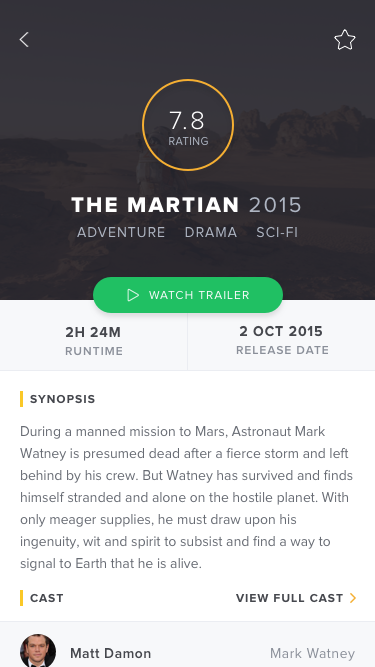 7.8
RATING
THE MARTIAN 2015
ADVENTURE DRAMA SCI-FI
WATCH TRAILER
2H 24M
RUNTIME
2 OCT 2015
RELEASE DATE
SYNOPSIS
During a manned mission to Mars, Astronaut Mark
Watney is presumed dead after a fierce storm and left
behind by his crew. But Watney has survived and finds
himself stranded and alone on the hostile planet. With
only meager supplies, he must draw upon his
ingenuity, wit and spirit to subsist and find a way to
signal to Earth that he is alive.
CAST VIEW FULL CAST
Matt Damon Mark Watney